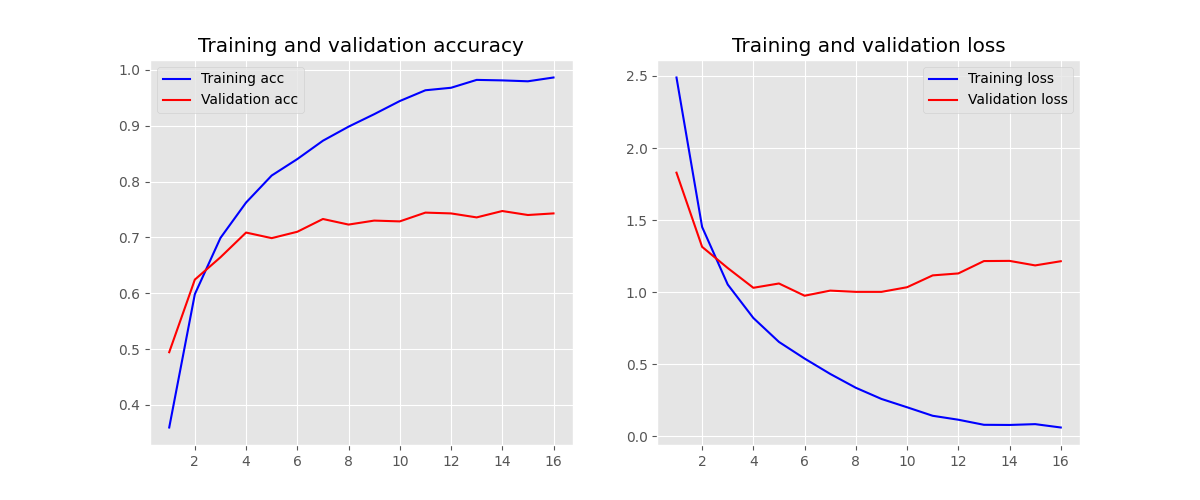 Training and validation accuracy
1.0
0.9
0.8
0.7
0.6
0.5
0.4
Training acc
Validation acc
2 4 6 8 10 12 14 16
Training and validation loss
2.5
2.0
1.5
1.0
0.5
0.0
Training loss
Validation loss
2 4 6 8 10 12 14 16